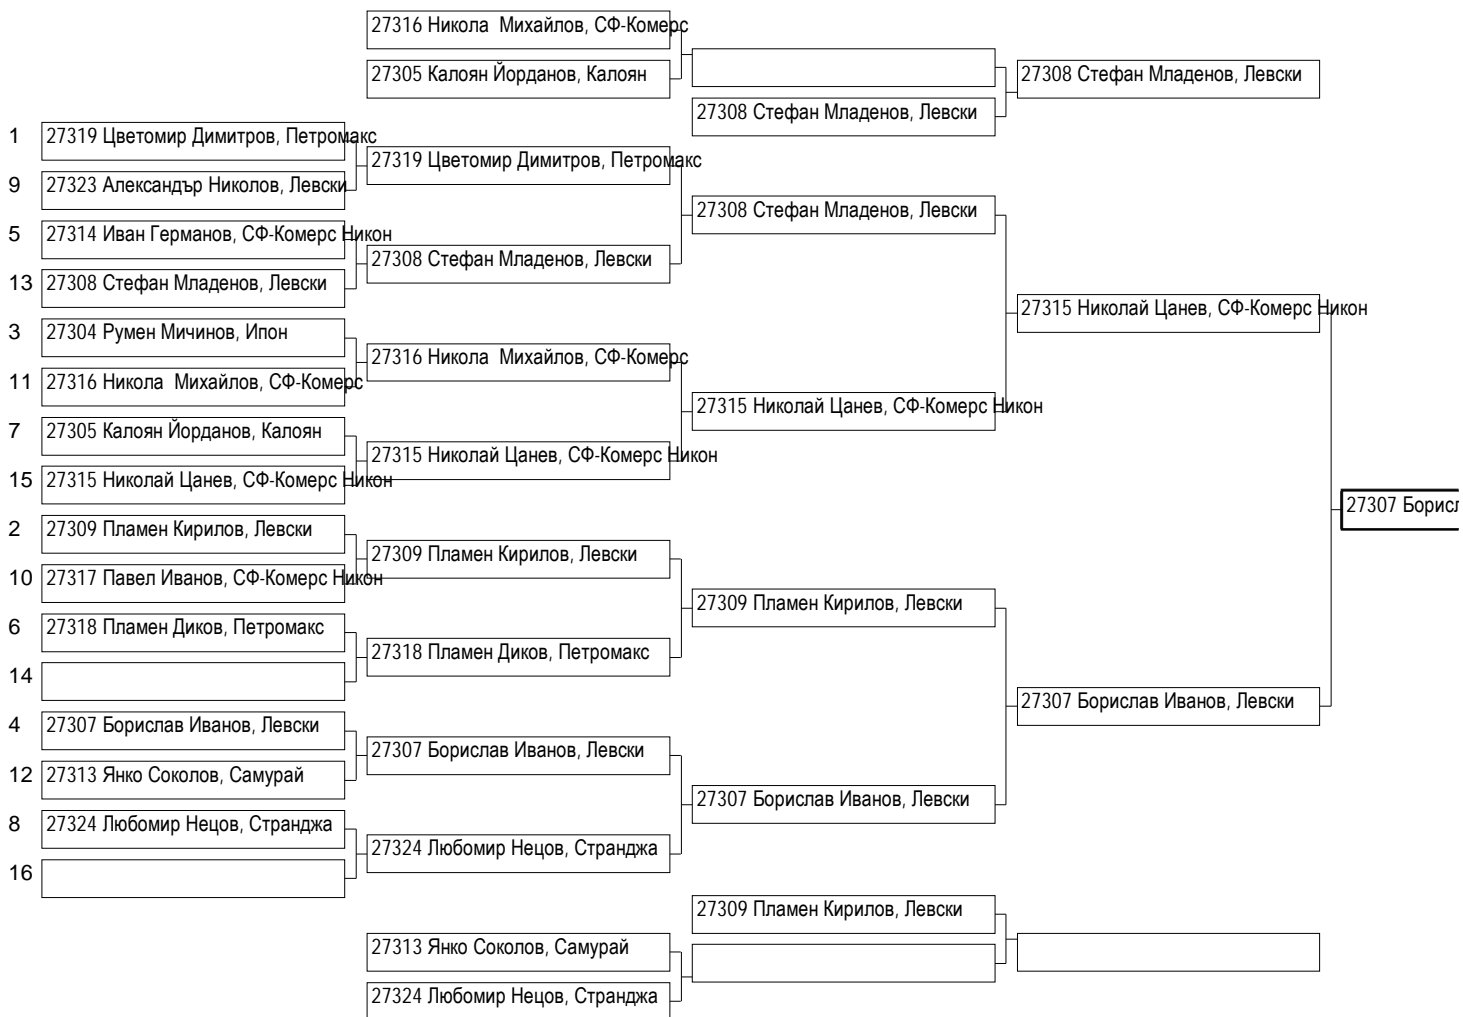 27316 Никола  Михайлов, СФ-Комерс
27305 Калоян Йорданов, Калоян
27308 Стефан Младенов, Левски
27308 Стефан Младенов, Левски
1 27319 Цветомир Димитров, Петромакс
9 27323 Александър Николов, Левски
5 27314 Иван Германов, СФ-Комерс Никон
13 27308 Стефан Младенов, Левски
3 27304 Румен Мичинов, Ипон
11 27316 Никола  Михайлов, СФ-Комерс
7 27305 Калоян Йорданов, Калоян
15 27315 Николай Цанев, СФ-Комерс Никон
2 27309 Пламен Кирилов, Левски
10 27317 Павел Иванов, СФ-Комерс Никон
6 27318 Пламен Диков, Петромакс
14
4 27307 Борислав Иванов, Левски
12 27313 Янко Соколов, Самурай
8 27324 Любомир Нецов, Странджа
16
27319 Цветомир Димитров, Петромакс
27308 Стефан Младенов, Левски
27316 Никола  Михайлов, СФ-Комерс
27315 Николай Цанев, СФ-Комерс Никон
27309 Пламен Кирилов, Левски
27318 Пламен Диков, Петромакс
27307 Борислав Иванов, Левски
27324 Любомир Нецов, Странджа
27308 Стефан Младенов, Левски
27315 Николай Цанев, СФ-Комерс Никон
27309 Пламен Кирилов, Левски
27307 Борислав Иванов, Левски
27315 Николай Цанев, СФ-Комерс Никон
27307 Борислав Иванов, Левски
27307
27309 Пламен Кирилов, Левски
27313 Янко Соколов, Самурай
27324 Любомир Нецов, Странджа